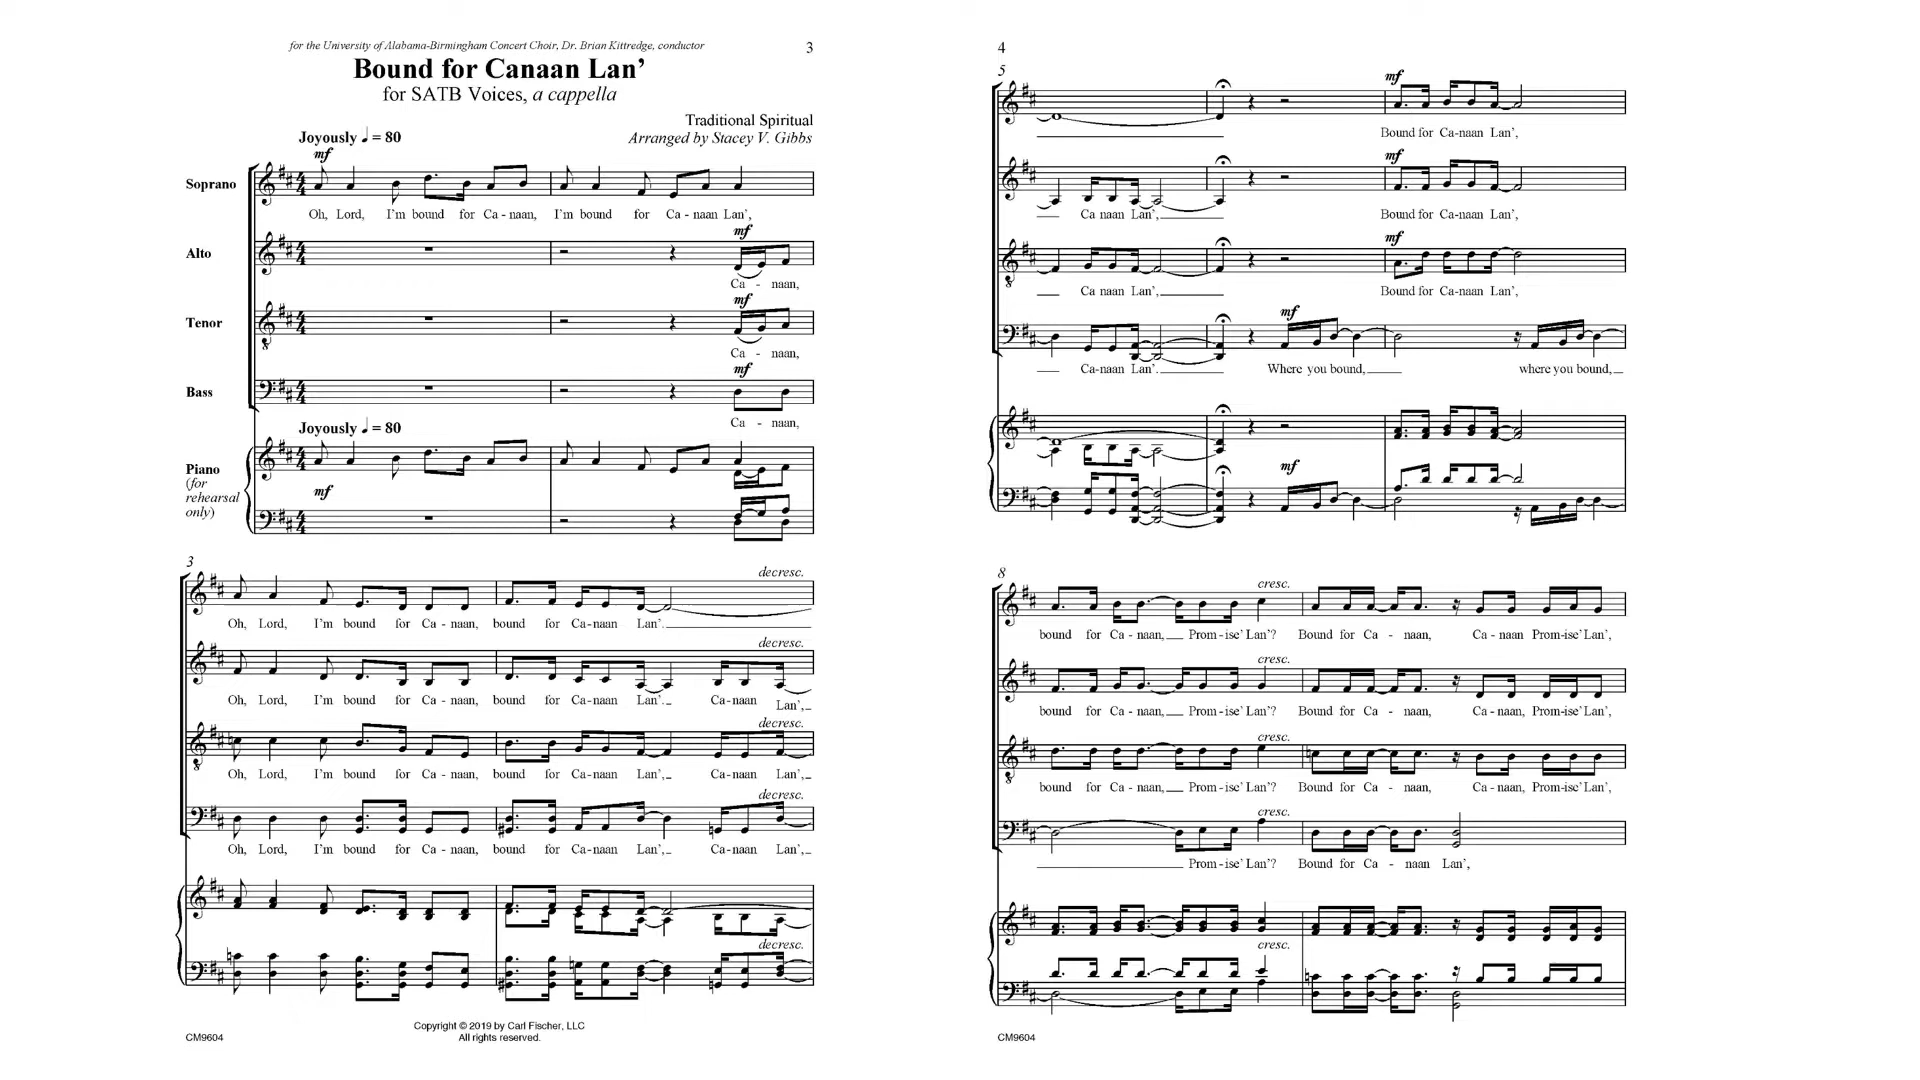 for the University of Alabama-Birmingham Concert Choir, Dr. Brian Kittredge, conductor
3
Bound for Canaan Lan’
for SATB Voices, a cappella
Traditional Spiritual
Arranged by Stacey V. Gibbs
Joyously ♩ = 80
mf
Soprano
Oh, Lord, I’m bound for Ca - naan, I’m bound for Ca - naan Lan’,
mf
Alto
Ca - naan,
mf
Tenor
Ca - naan,
mf
Bass
Ca - naan,
Joyously ♩ = 80
Piano
(for
rehearsal
only)
mf
3
decresc.
Oh, Lord, I’m bound for Ca - naan, bound for Ca - naan Lan’.
decresc.
Oh, Lord, I’m bound for Ca - naan, bound for Ca - naan Lan’. Ca - naan Lan’,
decresc.
Oh, Lord, I’m bound for Ca - naan, bound for Ca - naan Lan’, Ca - naan Lan’,
decresc.
Oh, Lord, I’m bound for Ca - naan, bound for Ca - naan Lan’, Ca - naan Lan’,
decresc.
Copyright © 2019 by Carl Fischer, LLC
All rights reserved.
CM9604
4
5
mf
Bound for Ca - naan Lan’,
mf
Ca naan Lan’, Bound for Ca - naan Lan’,
mf
Ca naan Lan’, Bound for Ca - naan Lan’,
mf
Ca - naan Lan’. Where you bound, where you bound,
mf
8
cresc.
bound for Ca - naan, Prom - ise’ Lan’? Bound for Ca - naan, Ca - naan Prom - ise’ Lan’,
cresc.
bound for Ca - naan, Prom - ise’ Lan’? Bound for Ca - naan, Ca - naan, Prom - ise’ Lan’,
cresc.
bound for Ca - naan, Prom - ise’ Lan’? Bound for Ca - naan, Ca - naan, Prom - ise’ Lan’,
cresc.
Prom - ise’ Lan’? Bound for Ca - naan Lan’,
cresc.
CM9604